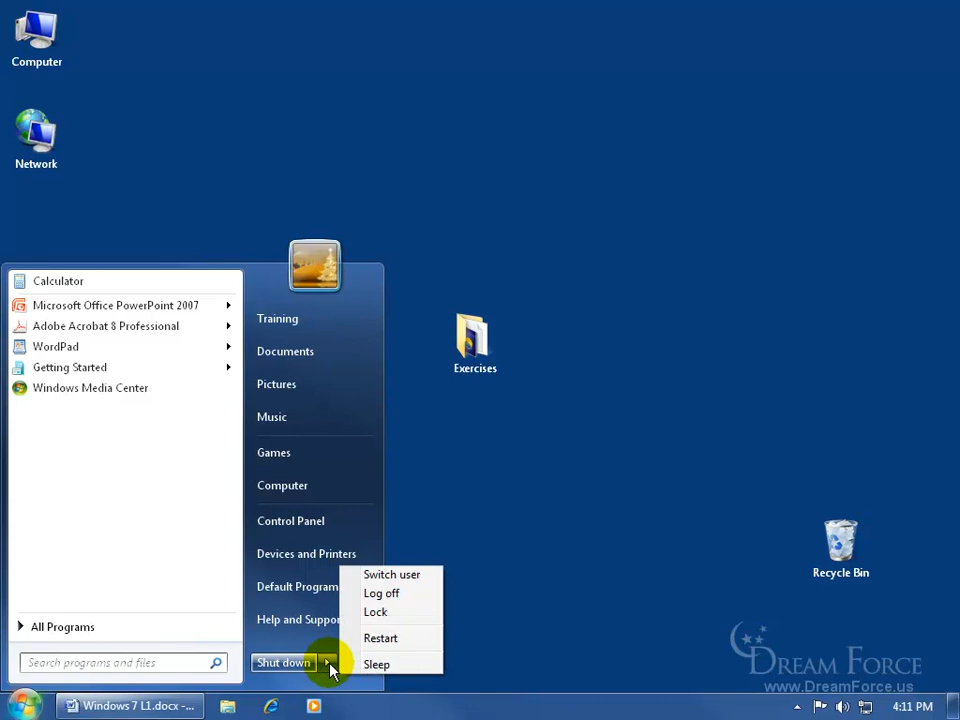 Computer
Network
Calculator
Microsoft Office PowerPoint 2007
Adobe Acrobat 8 Professional
WordPad
Getting Started
Windows Media Center
All Programs
Search programs and files
Training
Documents
Pictures
Music
Games
Computer
Control Panel
Devices and Printers
Default Program
Help and Suppor
Shut down
Switch user
Log off
Lock
Restart
Sleep
Exercises
Recycle Bin
DREAM FORCE
www.DreamForce.us
Windows 7 L1.docx -...
4:11 PM